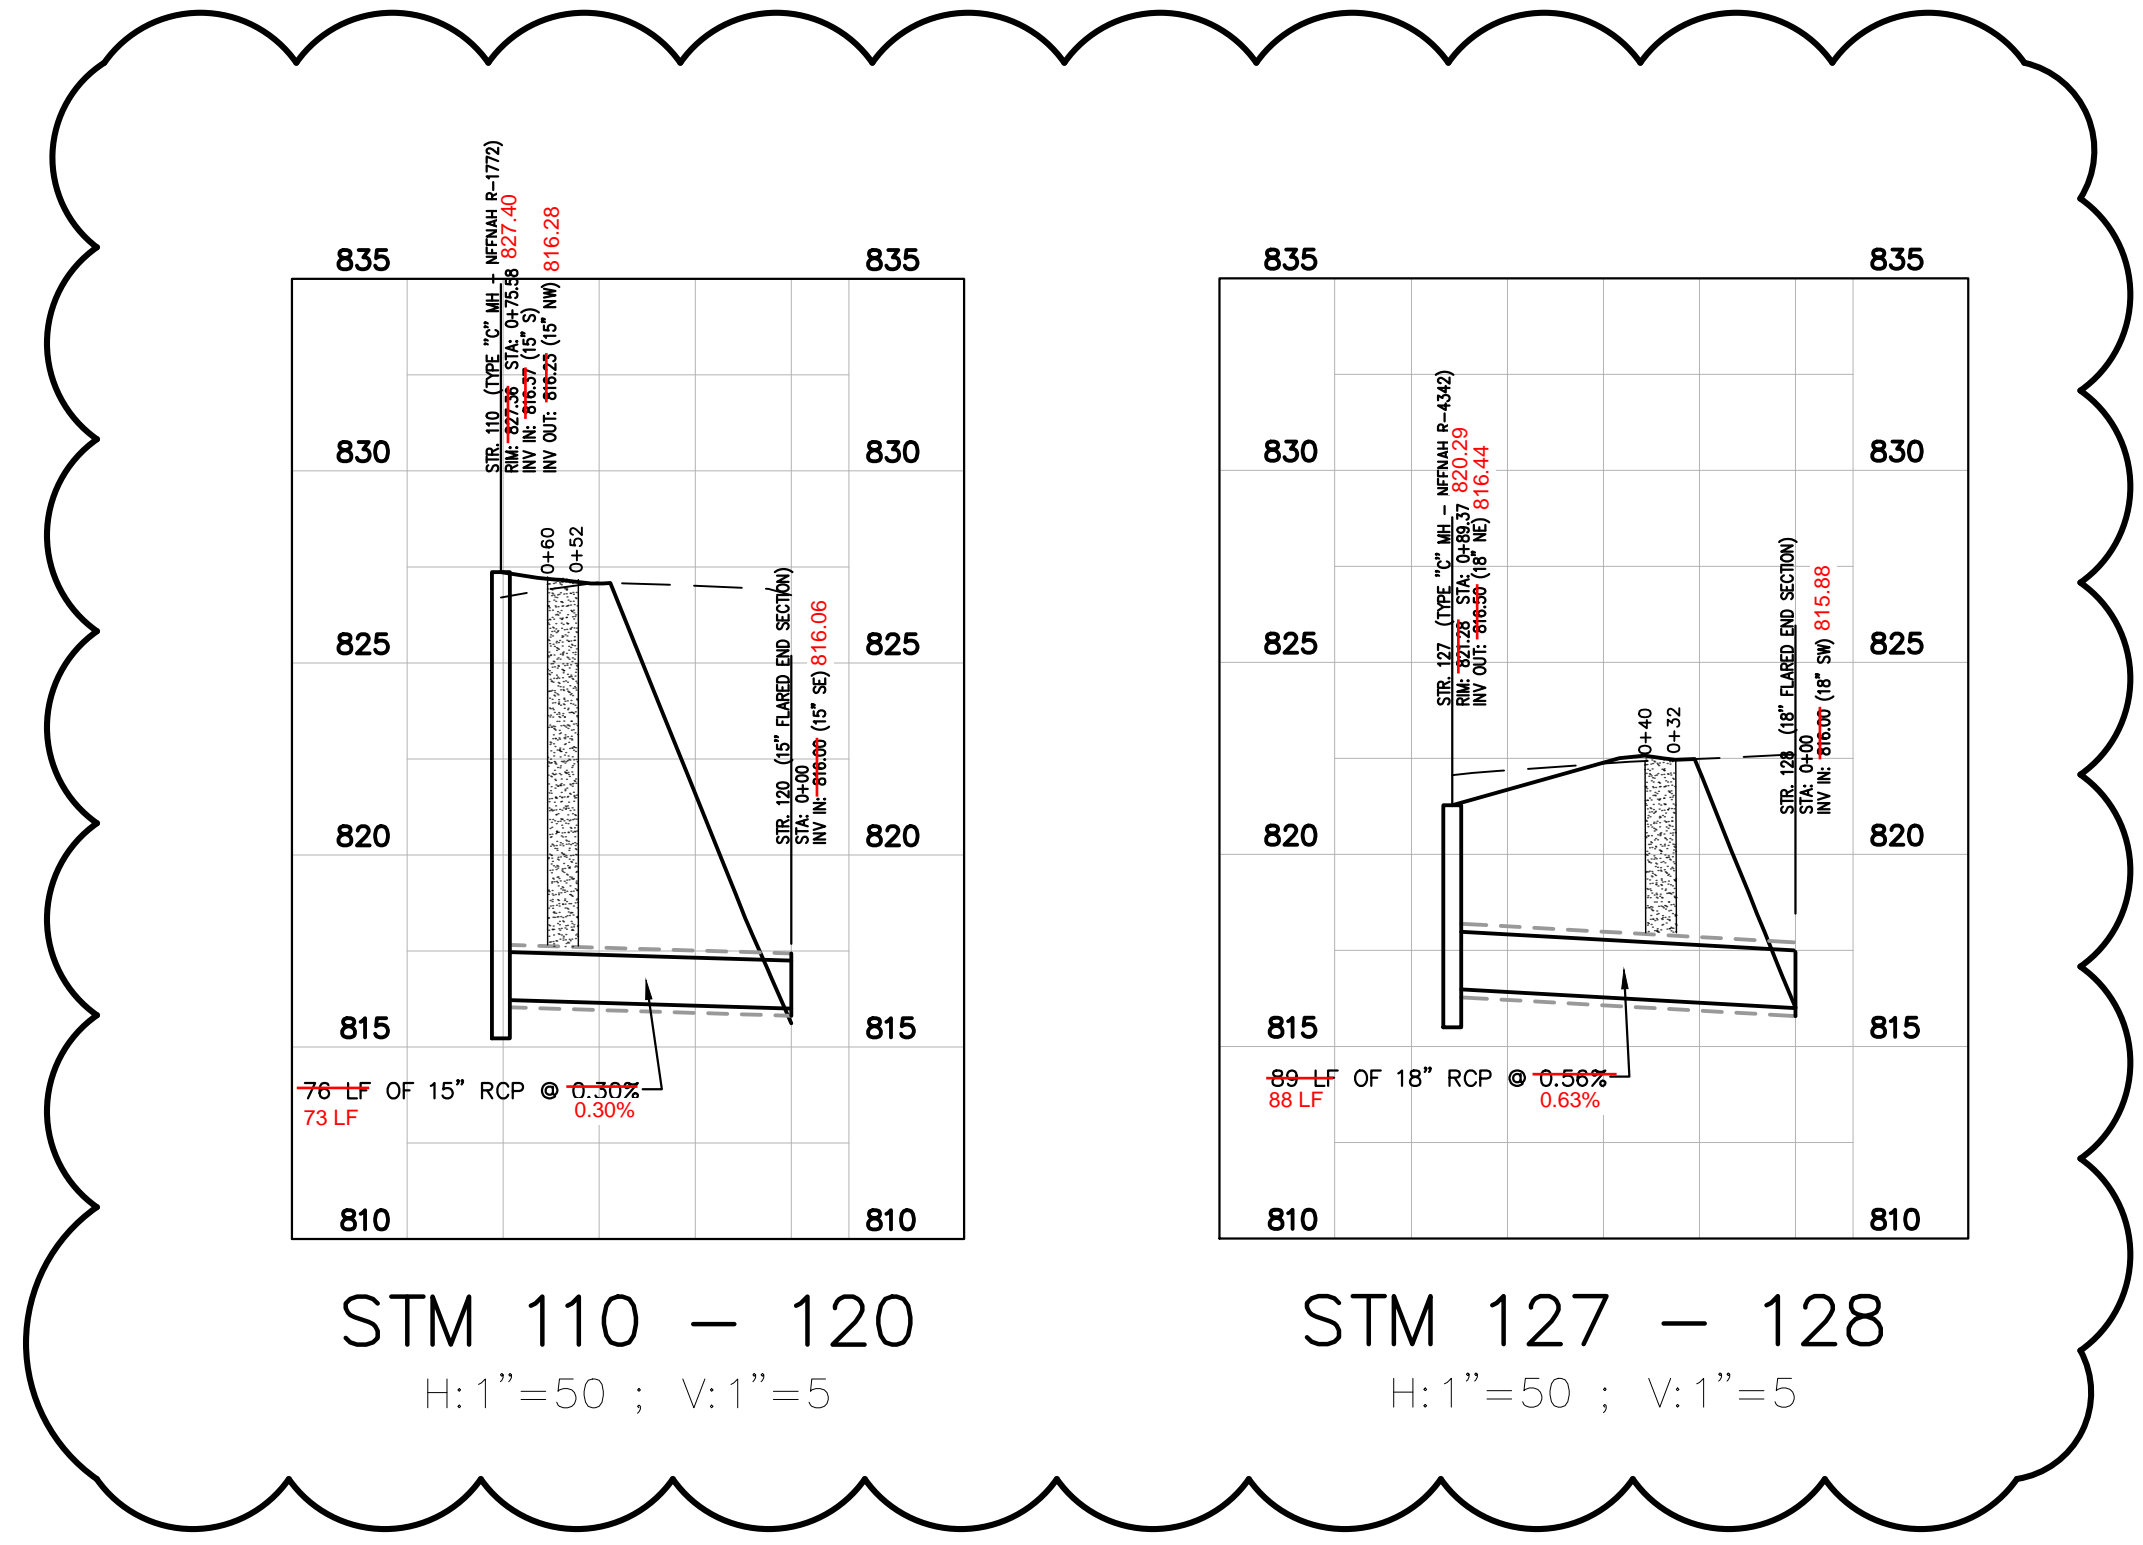 835
835
830
830
825
825
820
820
815
815
810
810
STR. 110 (TYPE "C" MH - NEENAH R-1772)
RIM: 827.36 STA: 0+75.58 827.40
INV IN: 816.37 (15" S)
INV OUT: 816.23 (15" NW) 816.28
0+60
0+52
STR. 120 (15" FLARED END SECTION)
STA: 0+00
INV IN: 816.00 (15" SE) 816.06
76 LF OF 15" RCP @ 0.30%
73 LF
0.30%
STM 110 - 120
H:1"=50 ; V:1"=5
835
835
830
830
825
825
820
820
815
815
810
810
STR. 127 (TYPE "C" MH - NEENAH R-4342)
RIM: 821.28 STA: 0+89.37 820.29
INV OUT: 816.50 (18" NE) 816.44
0+40
0+32
STR. 128 (18" FLARED END SECTION)
STA: 0+00
INV IN: 816.00 (18" SW) 815.88
89 LF OF 18" RCP @ 0.56%
88 LF
0.63%
STM 127 - 128
H:1"=50 ; V:1"=5